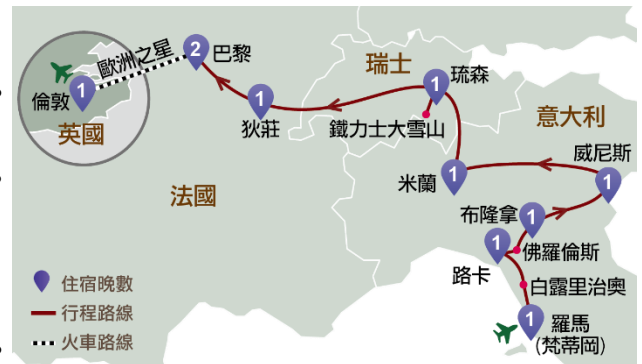 歐洲之星
2
巴黎
1
倫敦
英國
1
狄莊
瑞士
1
琉森
鐵力士大雪山
意大利
威尼斯
1
米蘭
1
法國
布隆拿
1
佛羅倫斯
1
路卡
白露里治奧
1
羅馬
(梵蒂岡)
住宿晚數
行程路線
火車路線